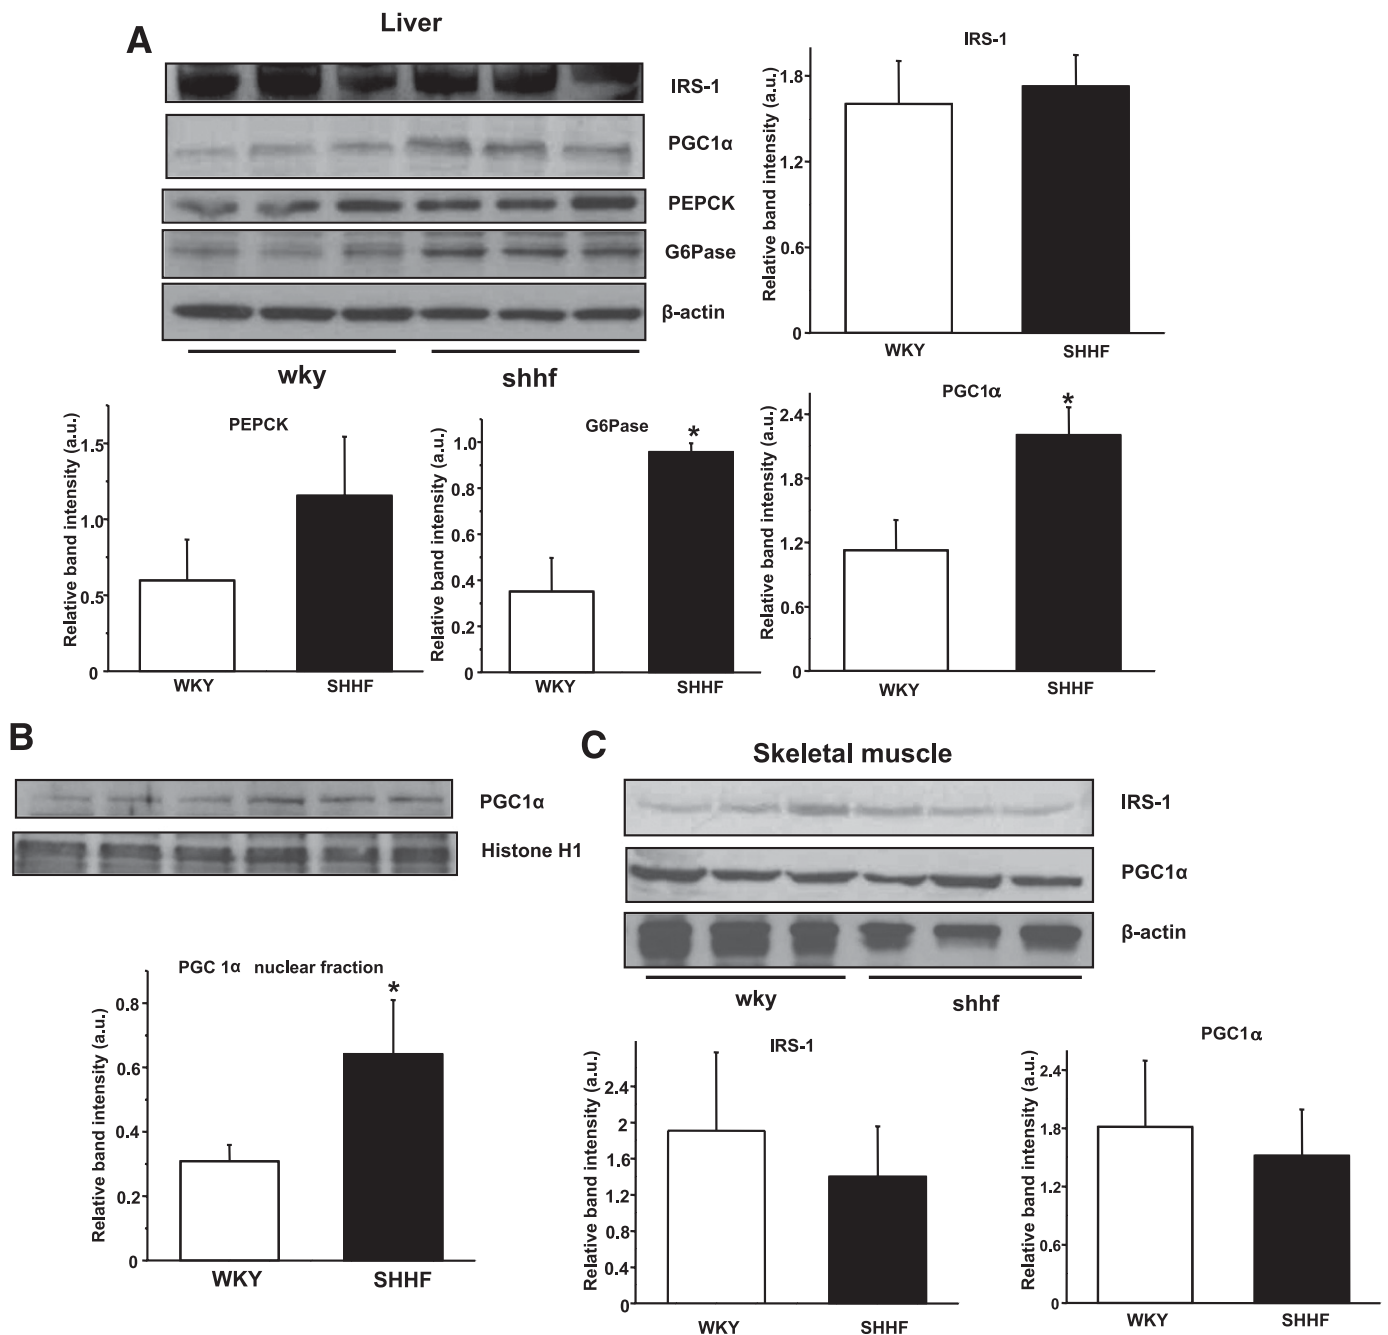 A
Liver
IRS-1
PGC1α
PEPCK
G6Pase
β-actin
wky
shhf
IRS-1
Relative band intensity (a.u.)
1.8
1.2
0.6
0
WKY
SHHF
PEPCK
Relative band intensity (a.u.)
1.5
1.0
0.5
0
WKY
SHHF
G6Pase
*
Relative band intensity (a.u.)
1.0
0.8
0.6
0.4
0.2
0
WKY
SHHF
PGC1α
*
Relative band intensity (a.u.)
2.4
1.8
1.2
0.6
0
WKY
SHHF
B
PGC1α
Histone H1
PGC 1α nuclear fraction
*
Relative band intensity (a.u.)
0.8
0.6
0.4
0.2
0
WKY
SHHF
C
Skeletal muscle
IRS-1
PGC1α
β-actin
wky
shhf
IRS-1
Relative band intensity (a.u.)
2.4
2
1.6
1.2
0.8
0.4
0
WKY
SHHF
PGC1α
Relative band intensity (a.u.)
2.4
1.8
1.2
0.6
0
WKY
SHHF